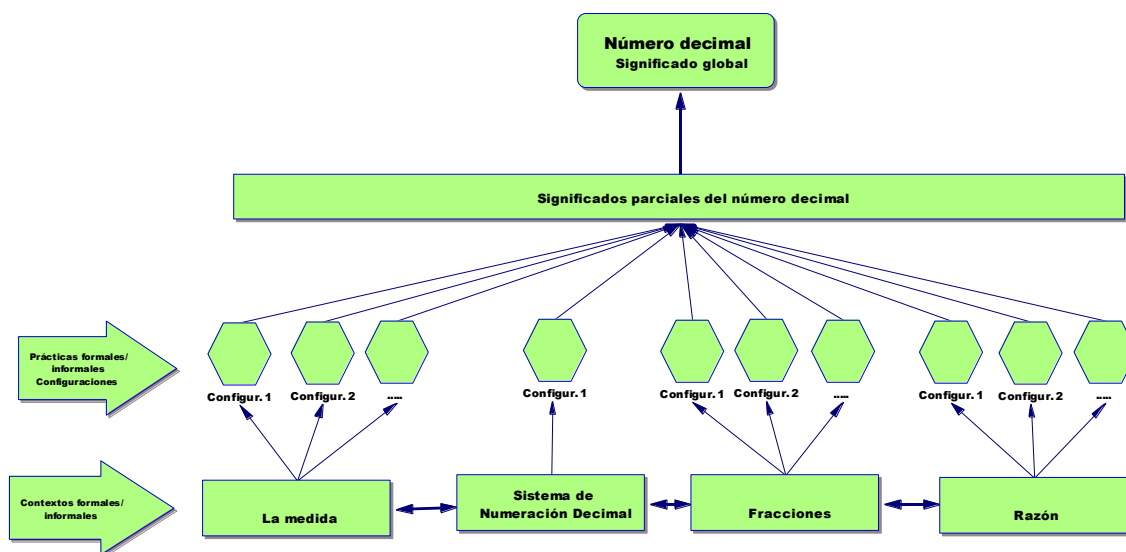 Número decimal
Significado global
Significados parciales del número decimal
Prácticas formales/
informales
Configuraciones
Configur. 1
Configur. 2
.....
Configur. 1
Configur. 1
Configur. 2
.....
Configur. 1
Configur. 2
.....
Contextos formales/
informales
La medida
Sistema de
Numeración Decimal
Fracciones
Razón